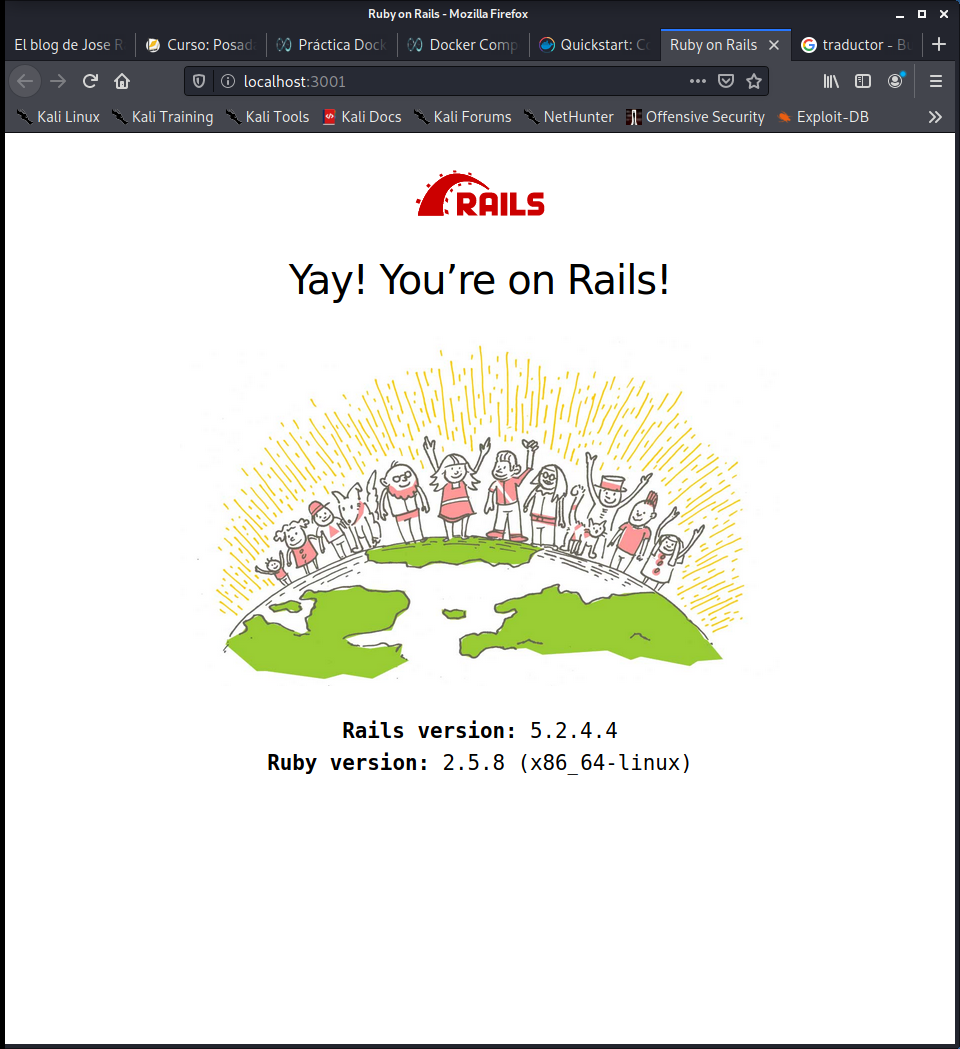 Ruby on Rails - Mozilla Firefox
El blog de Jose R
Curso: Posad
Práctica Dock
Docker Comp
Quickstart: Co
Ruby on Rails
traductor - Bu
localhost:3001
Kali Linux
Kali Training
Kali Tools
Kali Docs
Kali Forums
NetHunter
Offensive Security
Exploit-DB
RAILS
Yay! You’re on Rails!
Rails version: 5.2.4.4
Ruby version: 2.5.8 (x86_64-linux)